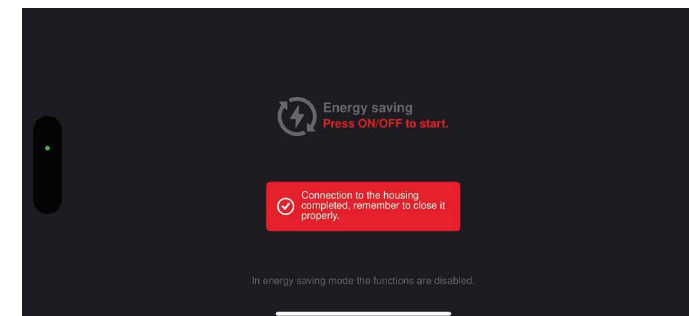 Energy saving
Press ON/OFF to start.
Connection to the housing
completed, remember to close it
properly.
In energy saving mode the functions are disabled.